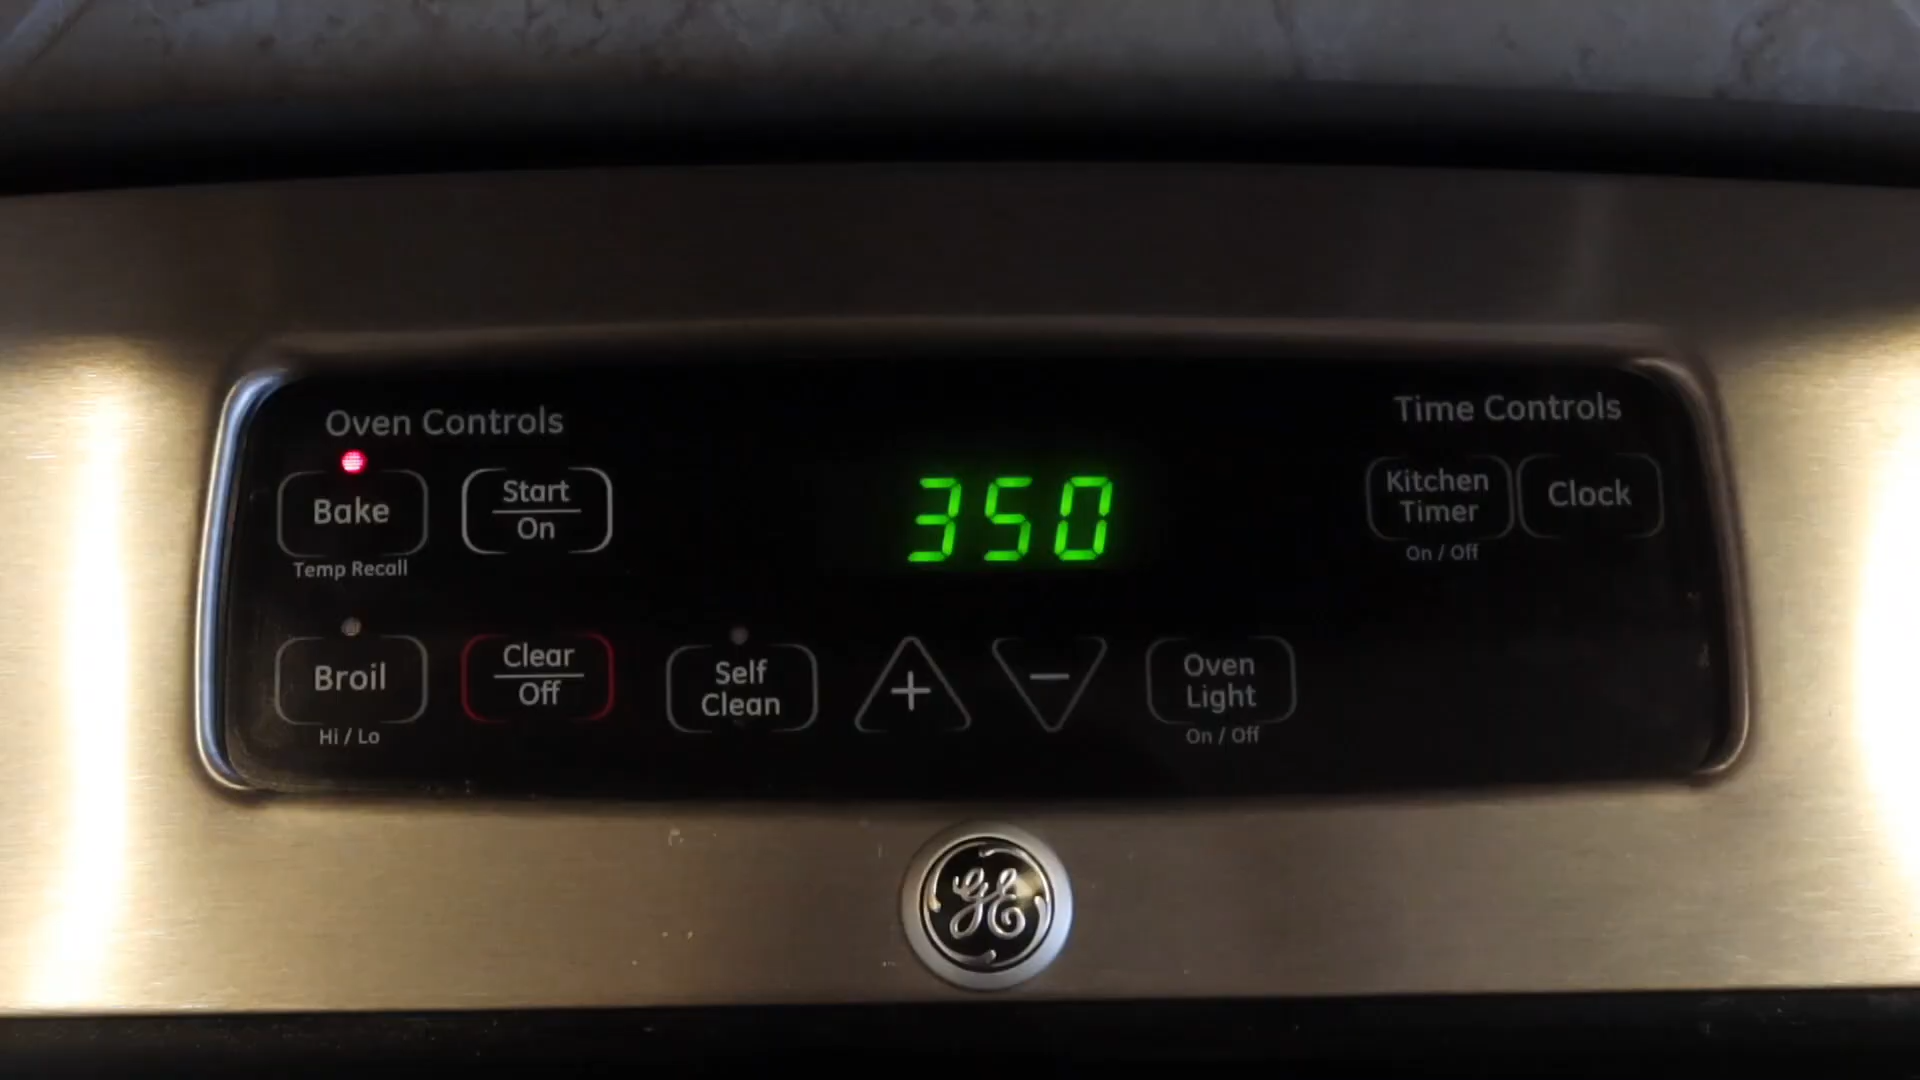 Oven Controls
Time Controls
Bake
Temp Recall
Start
On
350
Kitchen
Timer
On / Off
Clock
Broil
Hi / Lo
Clear
Off
Self
Clean
+
−
Oven
Light
On / Off
GE